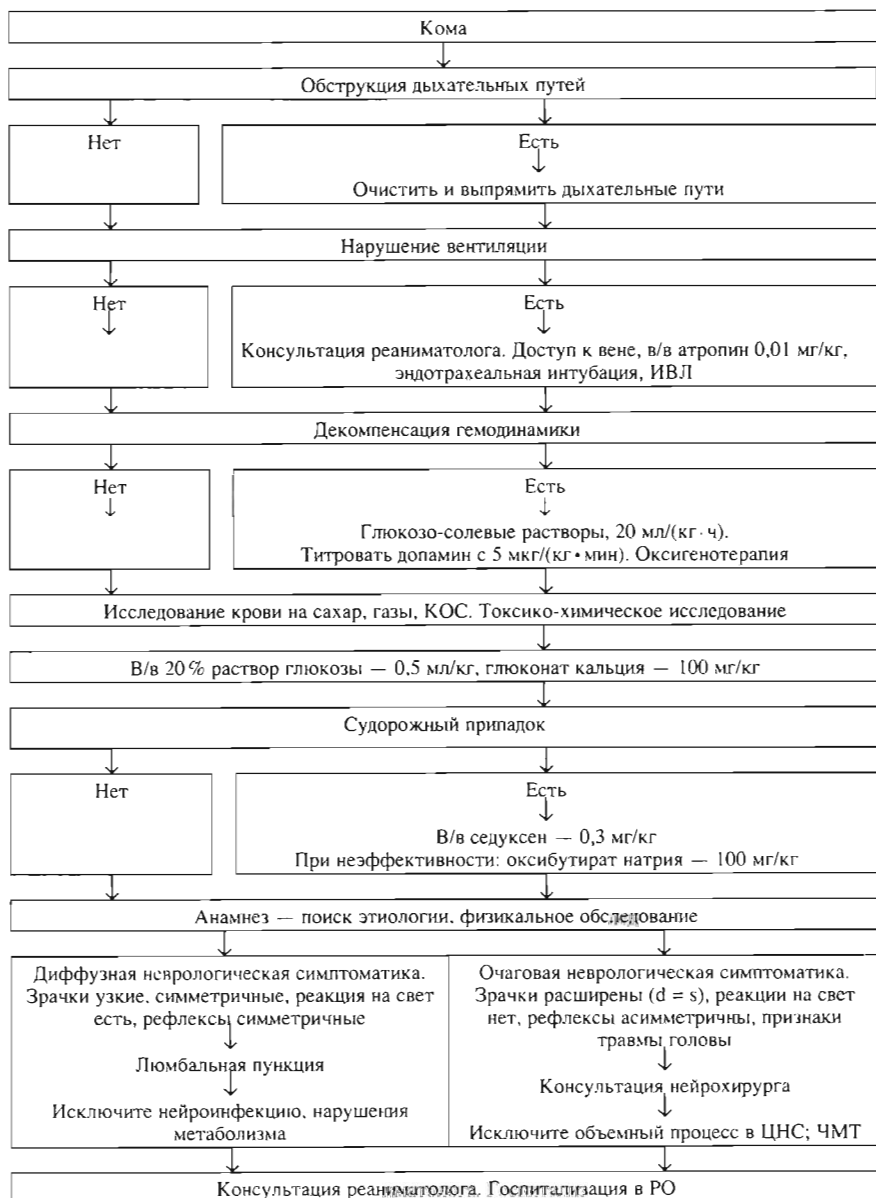 Кома
Обструкция дыхательных путей
Нет
Есть
Очистить и выпрямить дыхательные пути
Нарушение вентиляции
Нет
Есть
Консультация реаниматолога. Доступ к вене, в/в атропин 0,01 мг/кг,
эндотрахеальная интубация, ИВЛ
Декомпенсация гемодинамики
Нет
Есть
Глюкозо-солевые растворы, 20 мл/(кг·ч).
Титровать допамин с 5 мкг/(кг•мин). Оксигенотерапия
Исследование крови на сахар, газы, КОС. Токсико-химическое исследование
В/в 20% раствор глюкозы — 0,5 мл/кг, глюконат кальция — 100 мг/кг
Судорожный припадок
Нет
Есть
В/в седуксен — 0,3 мг/кг
При неэффективности: оксибутират натрия — 100 мг/кг
Анамнез — поиск этиологии, физикальное обследование
Диффузная неврологическая симптоматика.
Зрачки узкие, симметричные, реакция на свет
есть, рефлексы симметричные
Люмбальная пункция
Исключите нейроинфекцию, нарушения
метаболизма
Очаговая неврологическая симптоматика.
Зрачки расширены (d = s), реакции на свет
нет, рефлексы асимметричны, признаки
травмы головы
Консультация нейрохирурга
Исключите объемный процесс в ЦНС; ЧМТ
Консультация реаниматолога. Госпитализация в РО